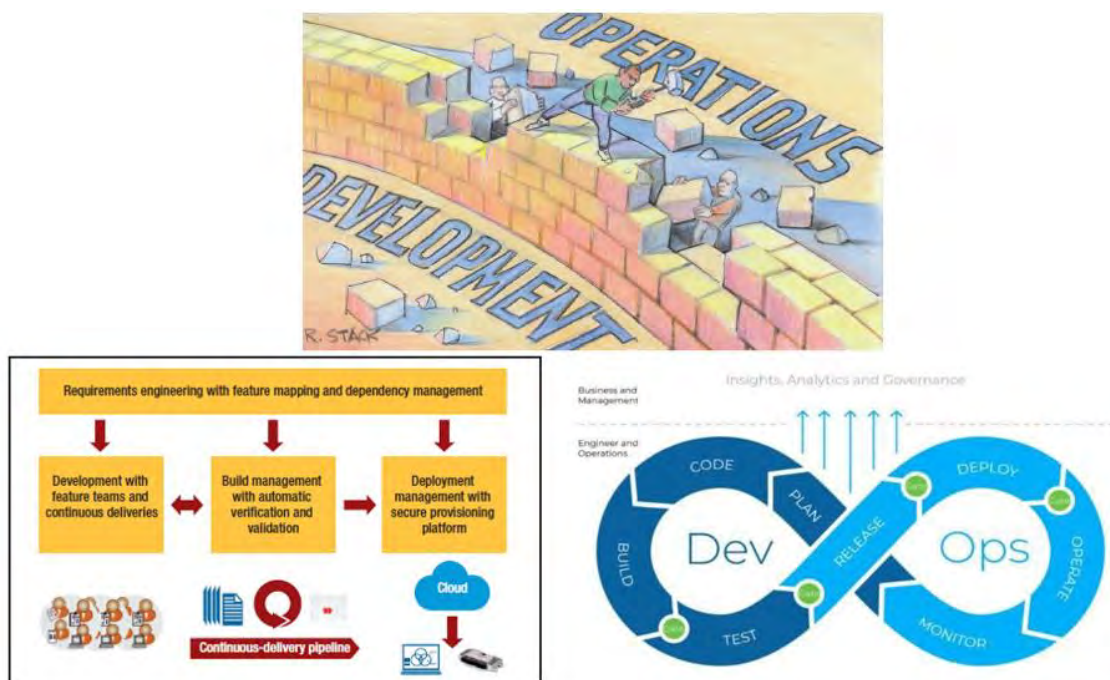 OPERATIONS
DEVELOPMENT
R. STACK
Requirements engineering with feature mapping and dependency management
Development with
feature teams and
continuous deliveries
Build management
with automatic
verification and
validation
Deployment
management with
secure provisioning
platform
Cloud
Continuous-delivery pipeline
Business and
Management
Insights, Analytics and Governance
Engineer and
Operations
CODE
PLAN
BUILD
TEST
RELEASE
DEPLOY
OPERATE
MONITOR
Dev
Ops